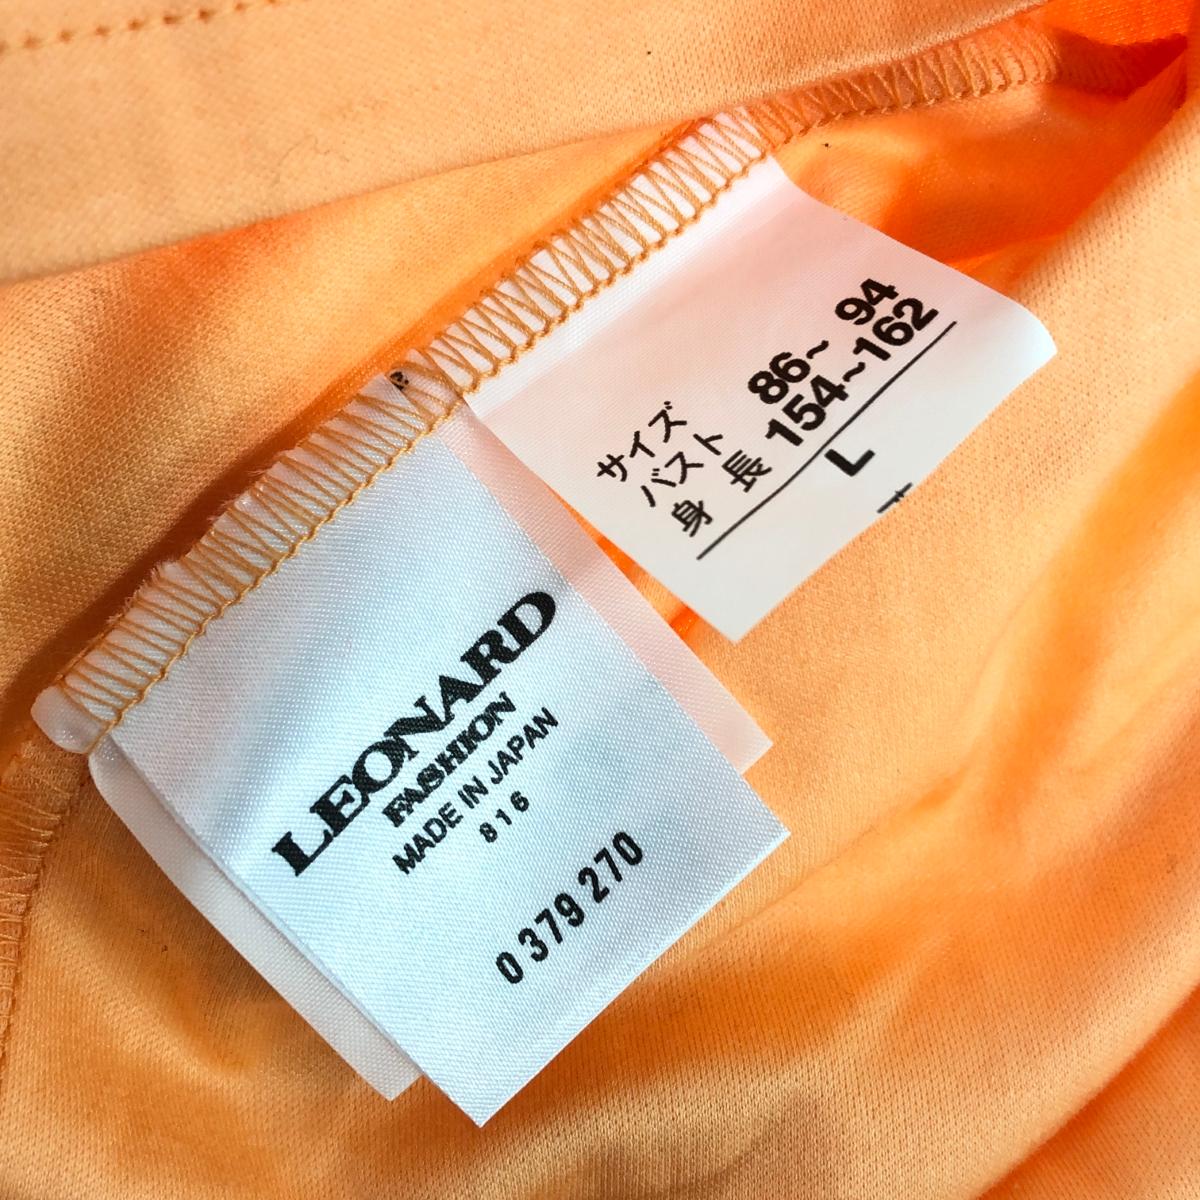 サイズ
バスト 86~ 94
身 長 154~162
L
LEONARD
FASHION
MADE IN JAPAN
816
0379270